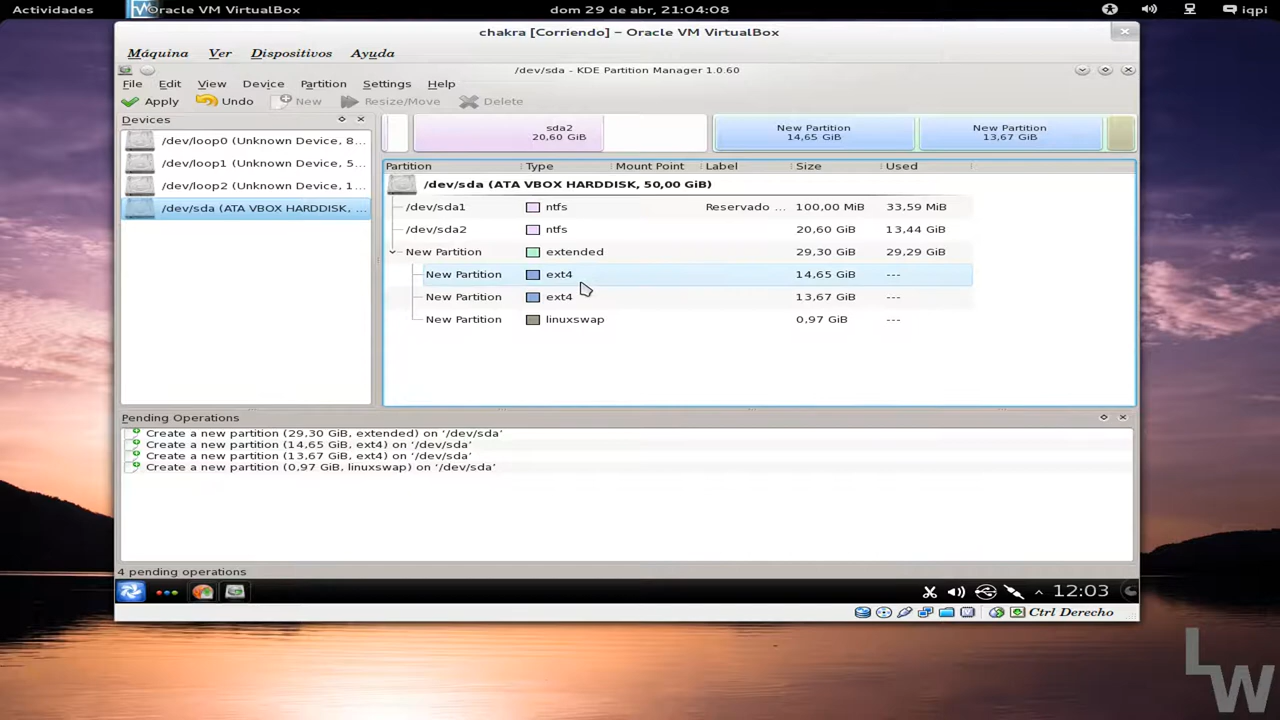 Actividades
Oracle VM VirtualBox
dom 29 de abr, 21:04:08
iqpi
chakra [Corriendo] – Oracle VM VirtualBox
Máquina Ver Dispositivos Ayuda
/dev/sda - KDE Partition Manager 1.0.60
File Edit View Device Partition Settings Help
Apply Undo New Resize/Move Delete
Devices
/dev/loop0 (Unknown Device, 8...
/dev/loop1 (Unknown Device, 5...
/dev/loop2 (Unknown Device, 1...
/dev/sda (ATA VBOX HARDDISK, ...
sda2
20,60 GiB
New Partition
14,65 GiB
New Partition
13,67 GiB
Partition Type Mount Point Label Size Used
/dev/sda (ATA VBOX HARDDISK, 50,00 GiB)
/dev/sda1 ntfs Reservado ... 100,00 MiB 33,59 MiB
/dev/sda2 ntfs 20,60 GiB 13,44 GiB
New Partition extended 29,30 GiB 29,29 GiB
New Partition ext4 14,65 GiB ---
New Partition ext4 13,67 GiB ---
New Partition linuxswap 0,97 GiB ---
Pending Operations
Create a new partition (29,30 GiB, extended) on ‘/dev/sda’
Create a new partition (14,65 GiB, ext4) on ‘/dev/sda’
Create a new partition (13,67 GiB, ext4) on ‘/dev/sda’
Create a new partition (0,97 GiB, linuxswap) on ‘/dev/sda’
4 pending operations
12:03
Ctrl Derecho
LW